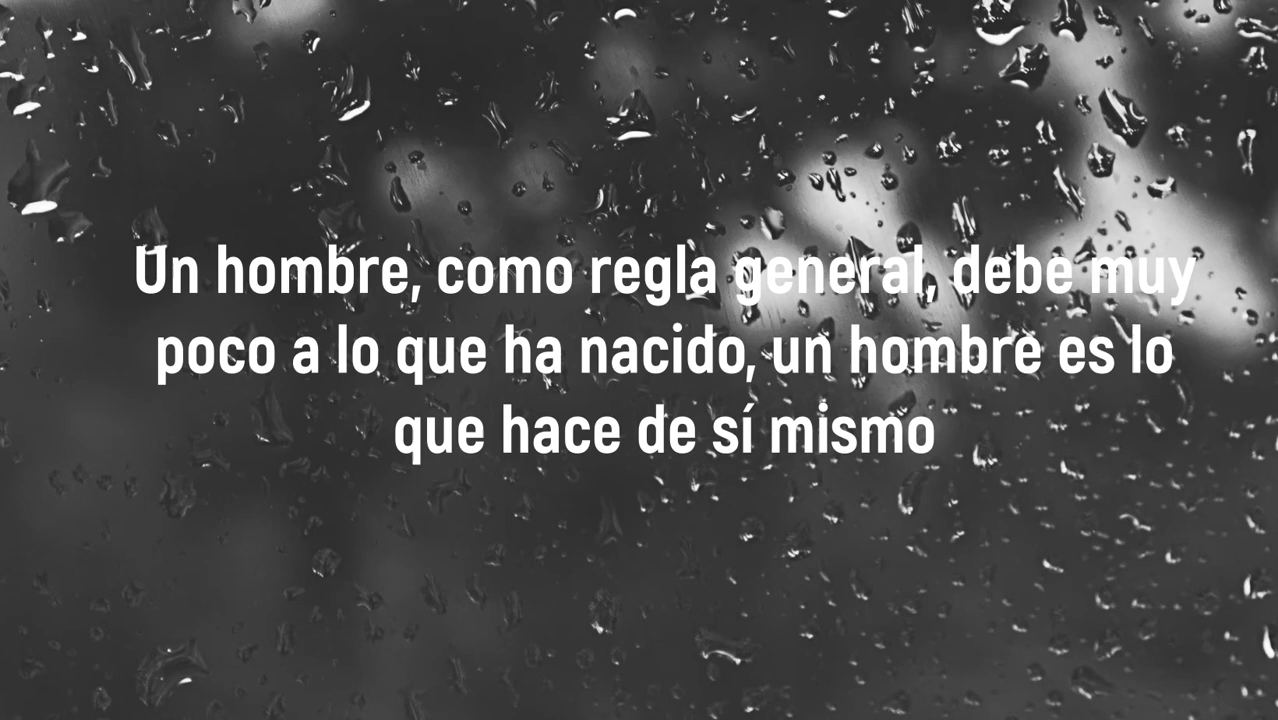 Un hombre, como regla general, debe muy
poco a lo que ha nacido, un hombre es lo
que hace de sí mismo